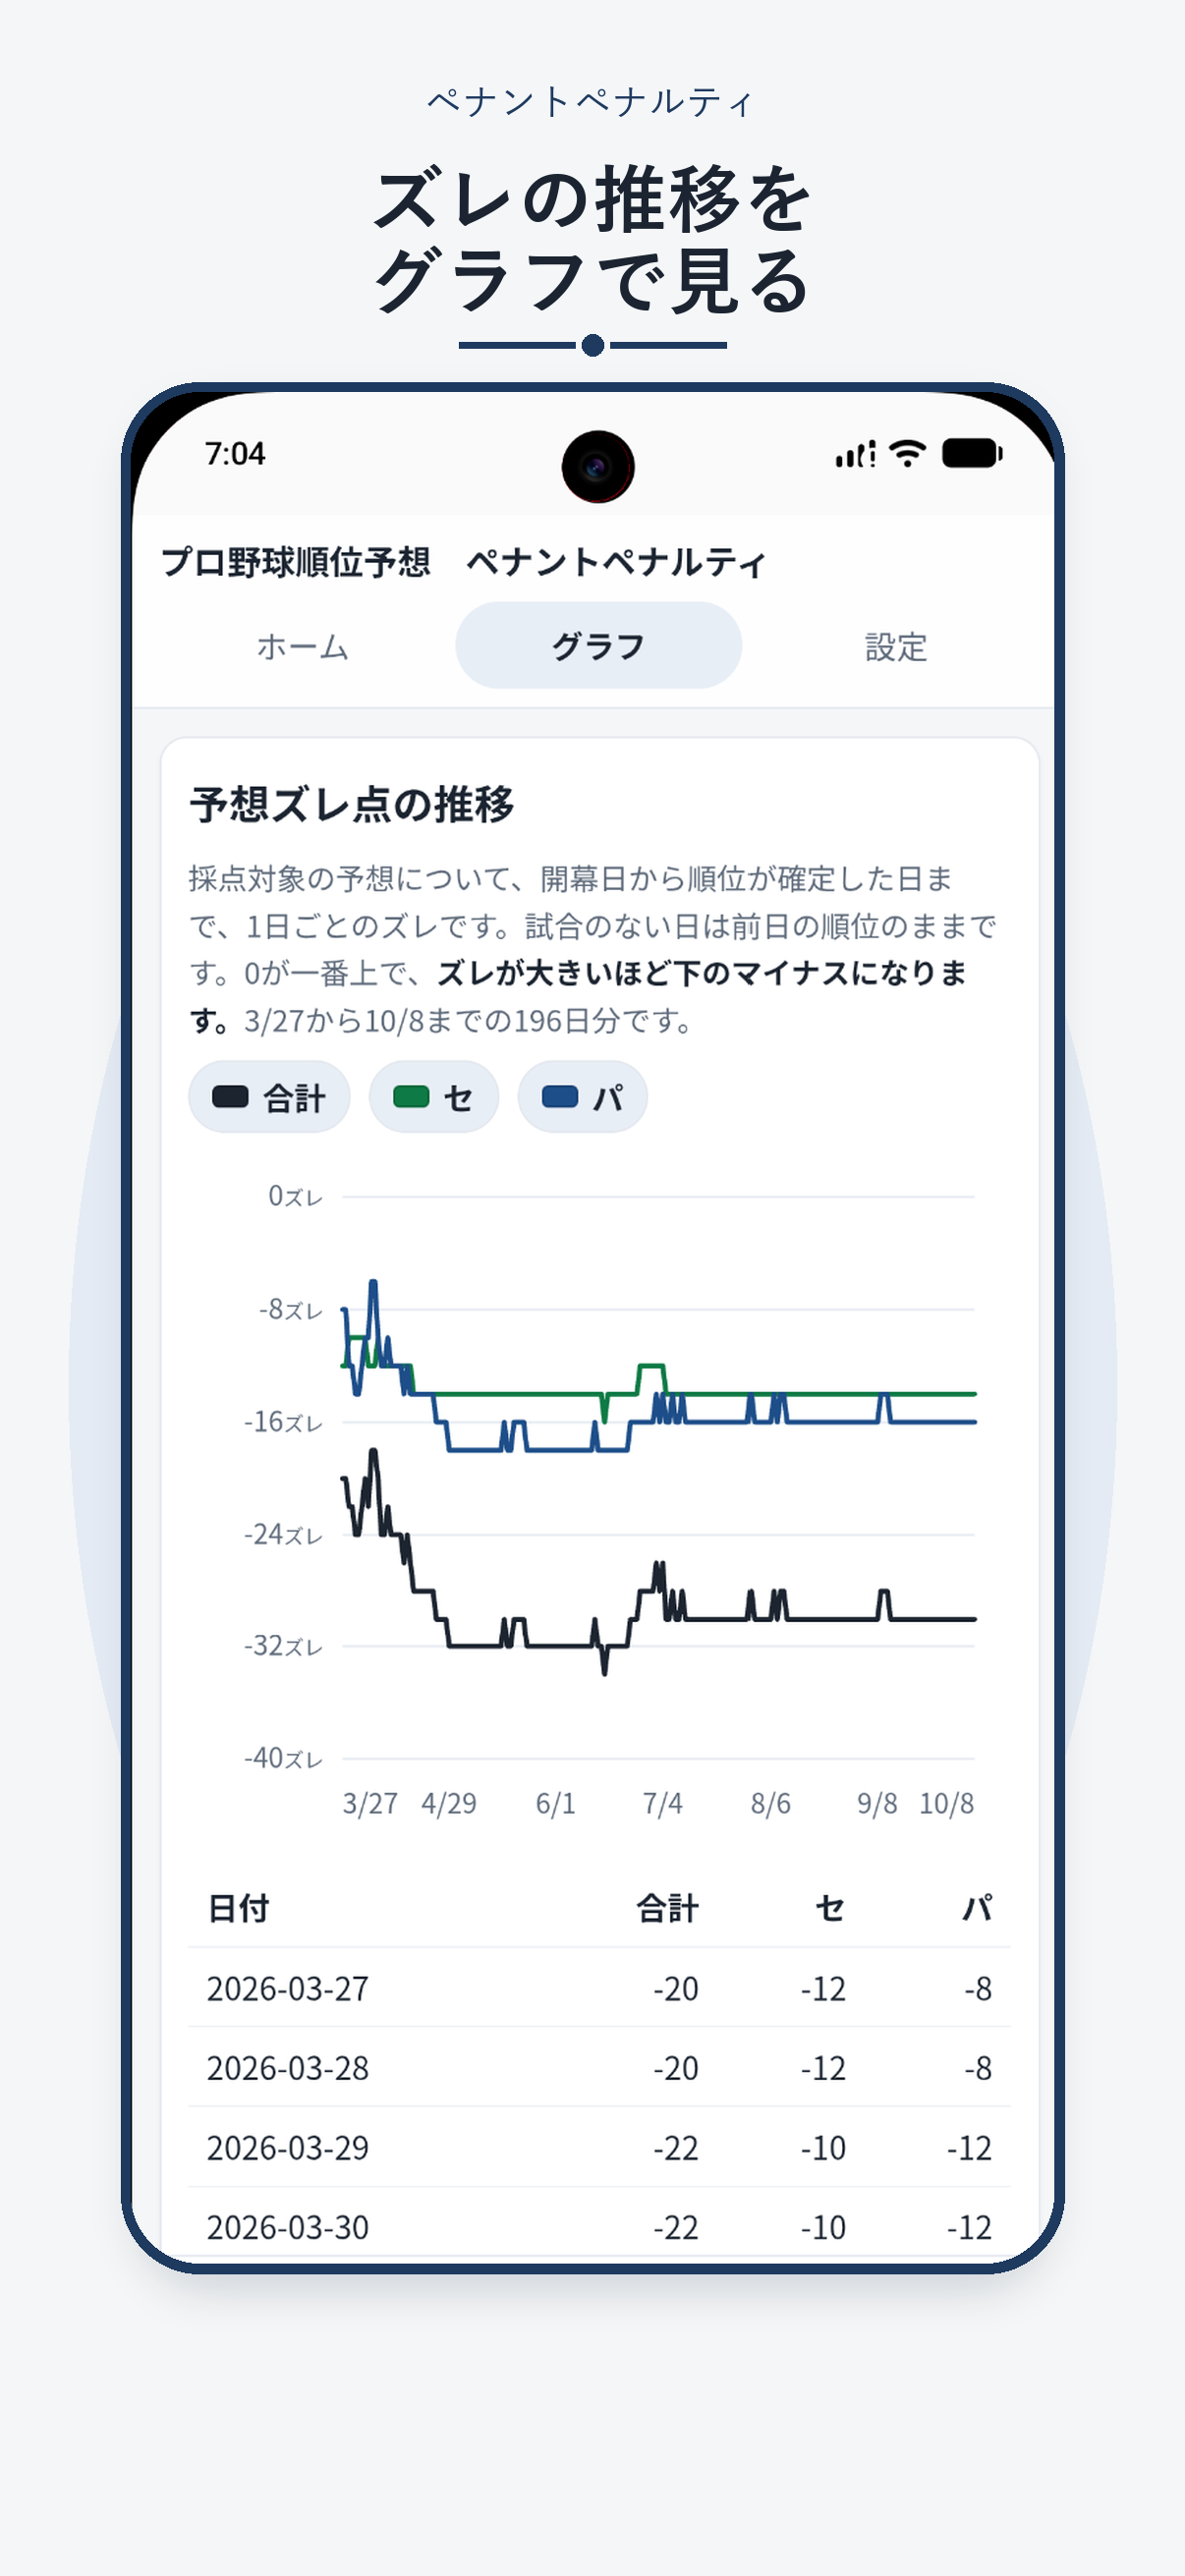 ペナントペナルティ
ズレの推移を
グラフで見る
7:04
プロ野球順位予想　ペナントペナルティ
ホーム グラフ 設定
予想ズレ点の推移
採点対象の予想について、開幕日から順位が確定した日ま
で、1日ごとのズレです。試合のない日は前日の順位のままで
す。0が一番上で、ズレが大きいほど下のマイナスになりま
す。3/27から10/8までの196日分です。
合計 セ パ
0ズレ
-8ズレ
-16ズレ
-24ズレ
-32ズレ
-40ズレ
3/27 4/29 6/1 7/4 8/6 9/8 10/8
日付 合計 セ パ
2026-03-27 -20 -12 -8
2026-03-28 -20 -12 -8
2026-03-29 -22 -10 -12
2026-03-30 -22 -10 -12